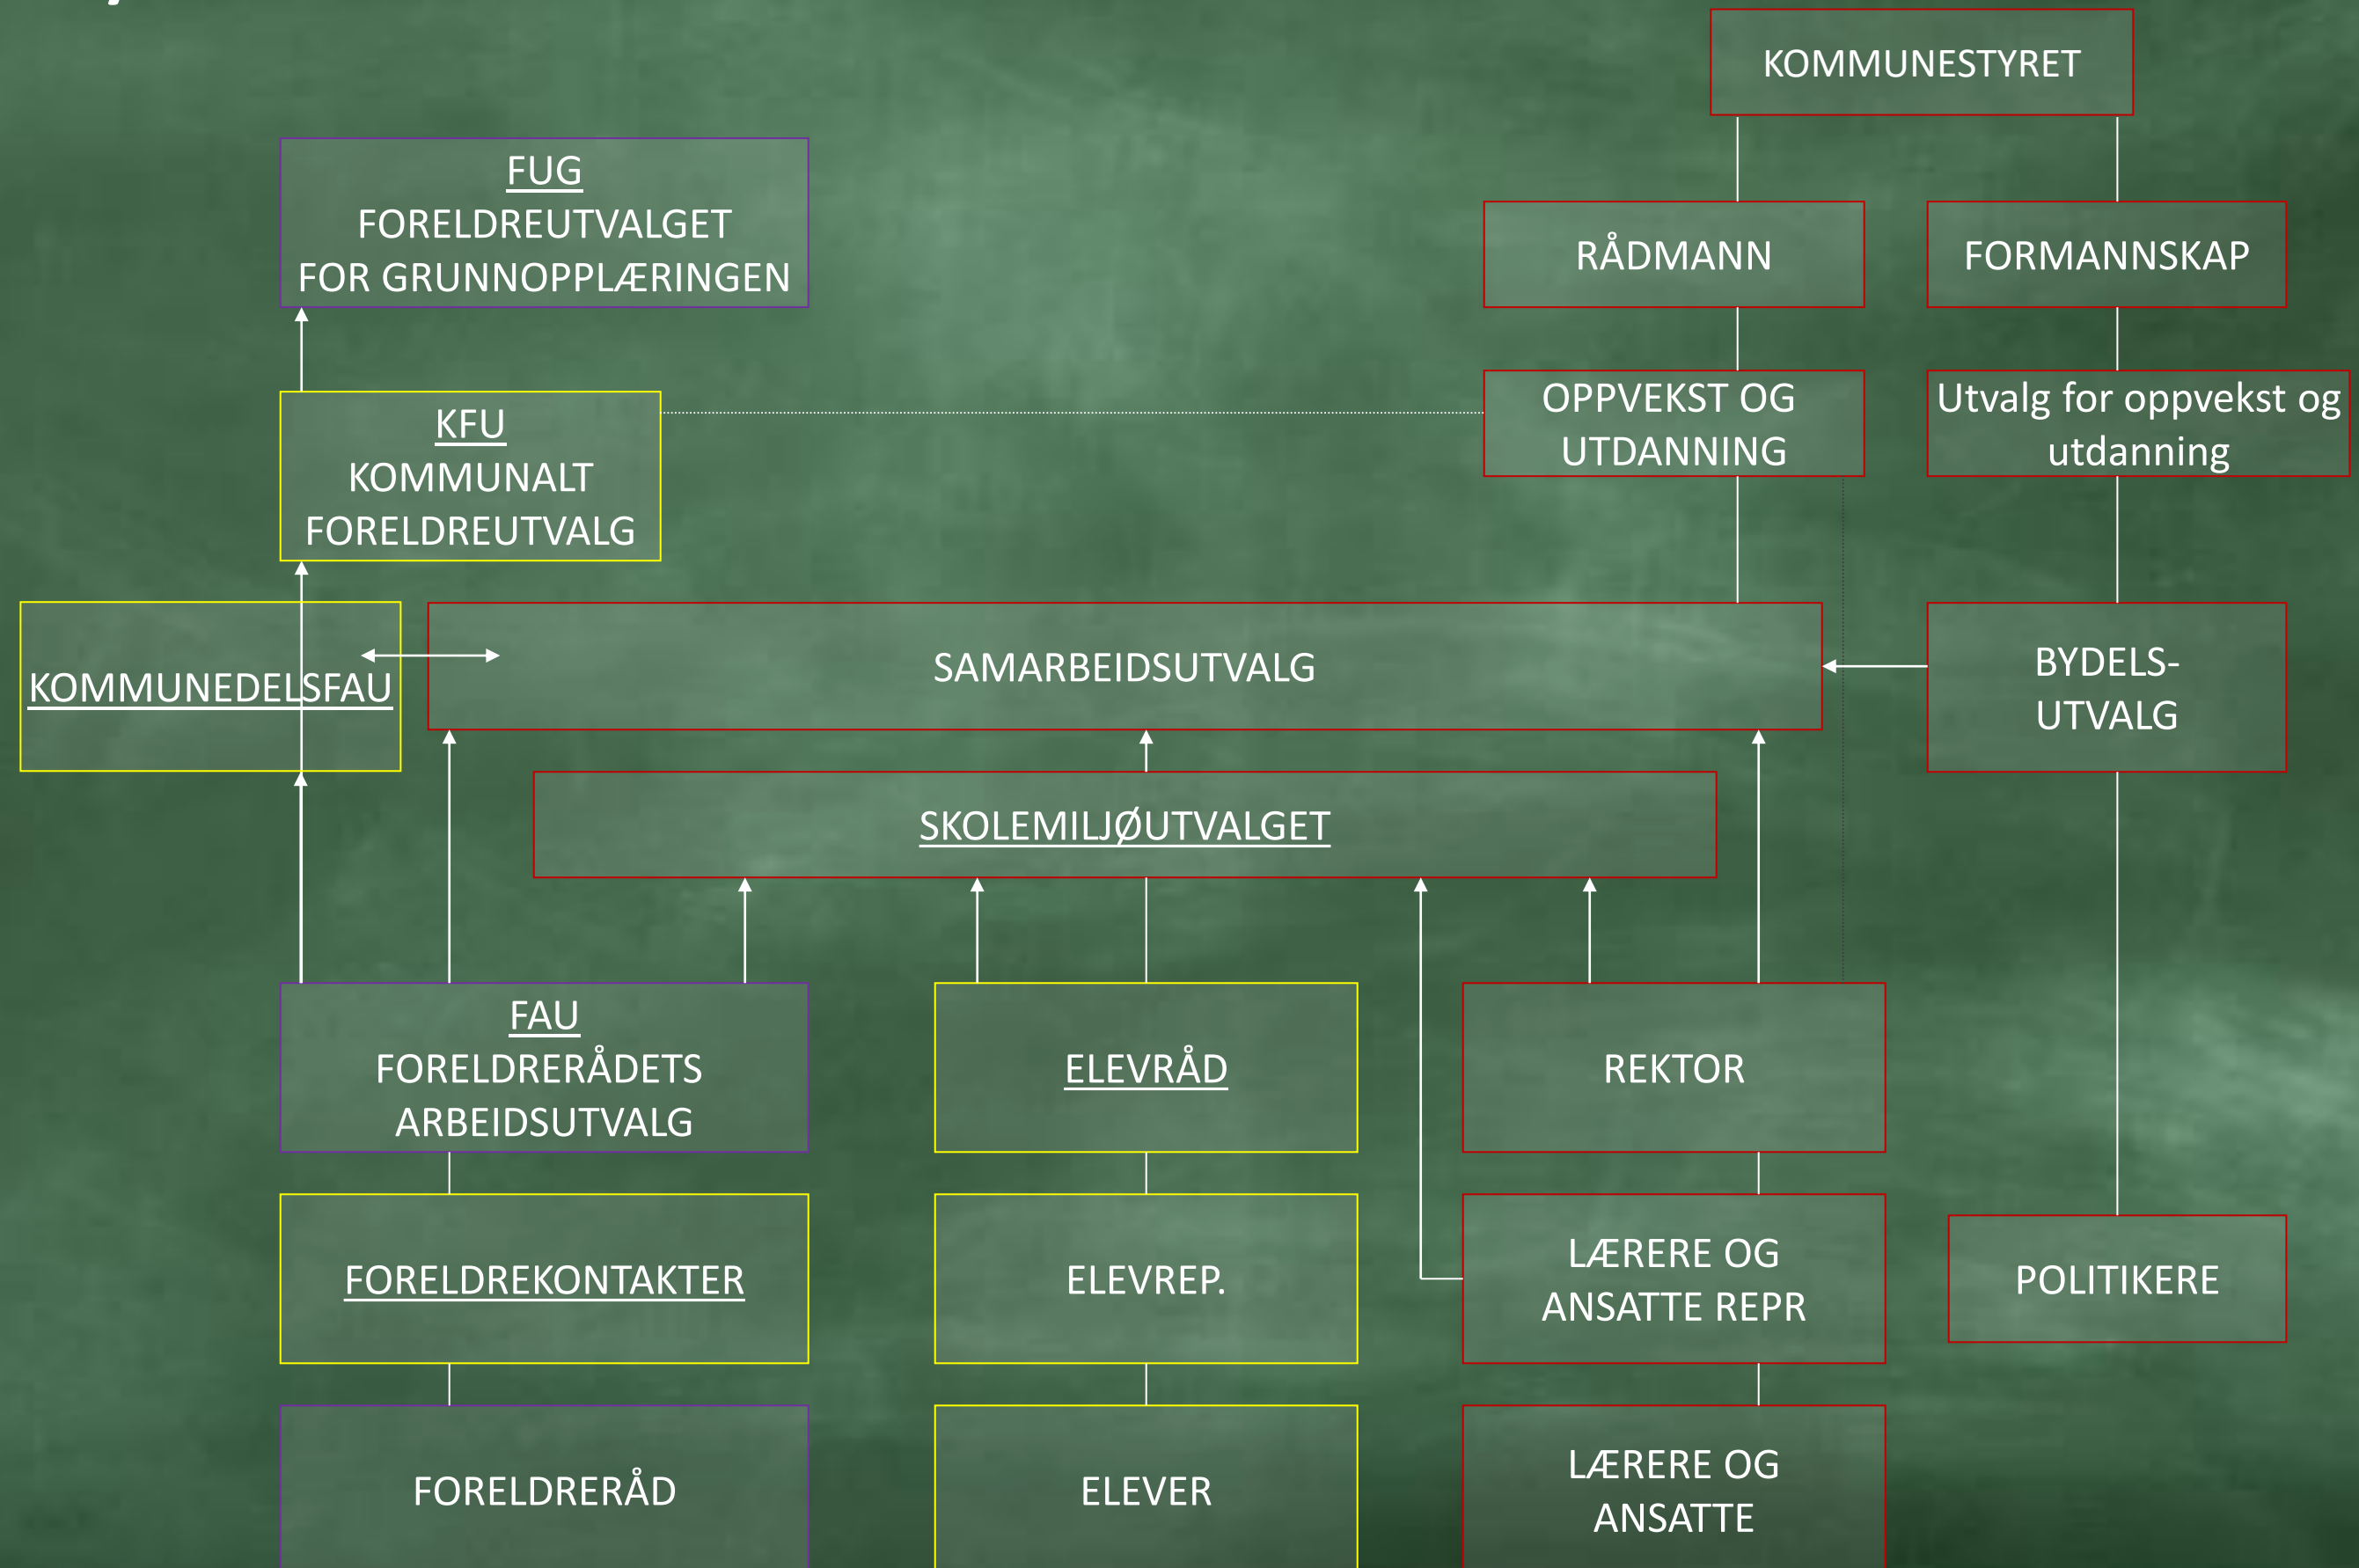 KOMMUNESTYRET
FUG
FORELDREUTVALGET
FOR GRUNNOPPLÆRINGEN
RÅDMANN
FORMANNSKAP
KFU
KOMMUNALT
FORELDREUTVALG
OPPVEKST OG
UTDANNING
Utvalg for oppvekst og
utdanning
KOMMUNEDELSFAU
SAMARBEIDSUTVALG
BYDELS-
UTVALG
SKOLEMILJØUTVALGET
FAU
FORELDRERÅDETS
ARBEIDSUTVALG
ELEVRÅD
REKTOR
FORELDREKONTAKTER
ELEVREP.
LÆRERE OG
ANSATTE REPR
POLITIKERE
FORELDRERÅD
ELEVER
LÆRERE OG
ANSATTE